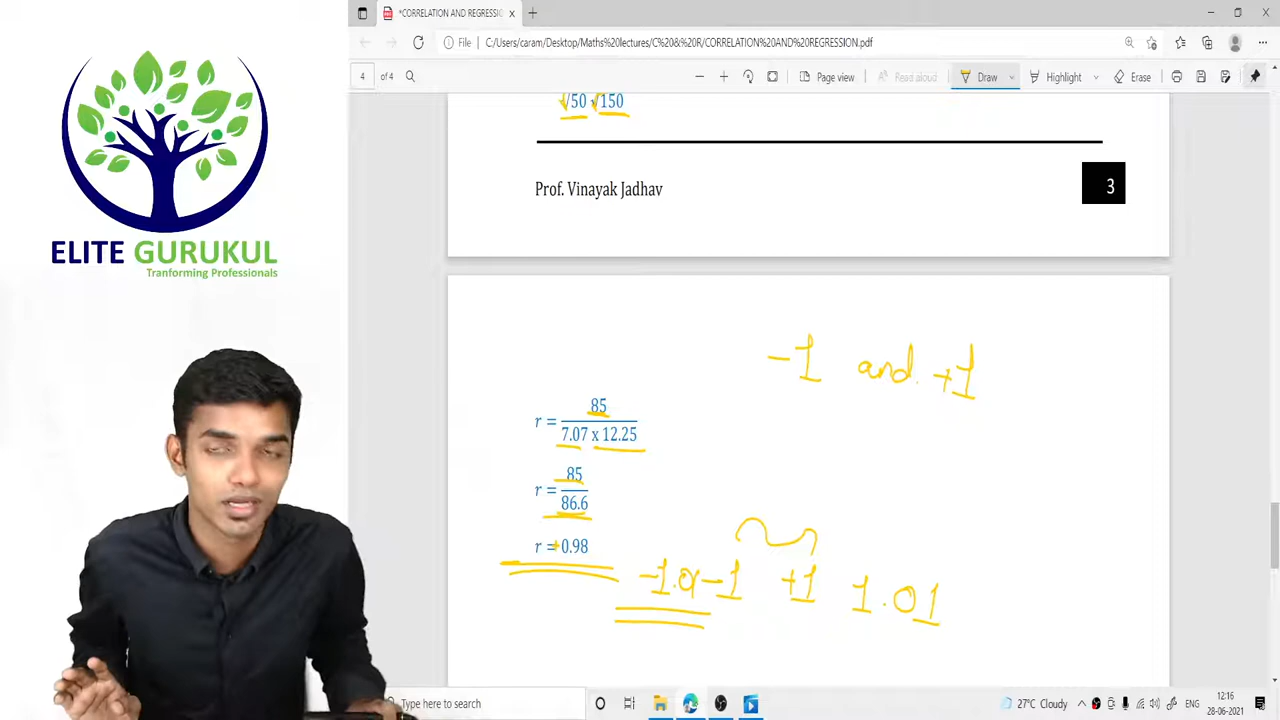 *CORRELATION AND REGRESSI
File C:/Users/caram/Desktop/Maths%20lectures/C%20&%20R/CORRELATION%20AND%20REGRESSION.pdf
4 of 4 Page view Read aloud Draw Highlight Erase
√50 √150
Prof. Vinayak Jadhav 3
ELITE GURUKUL
Tranforming Professionals
-1 and +1
r = 85
7.07 x 12.25
r = 85
86.6
r = +0.98
-1.01 -1 +1 1.01
Type here to search
27°C Cloudy ENG 12:16
28-06-2021